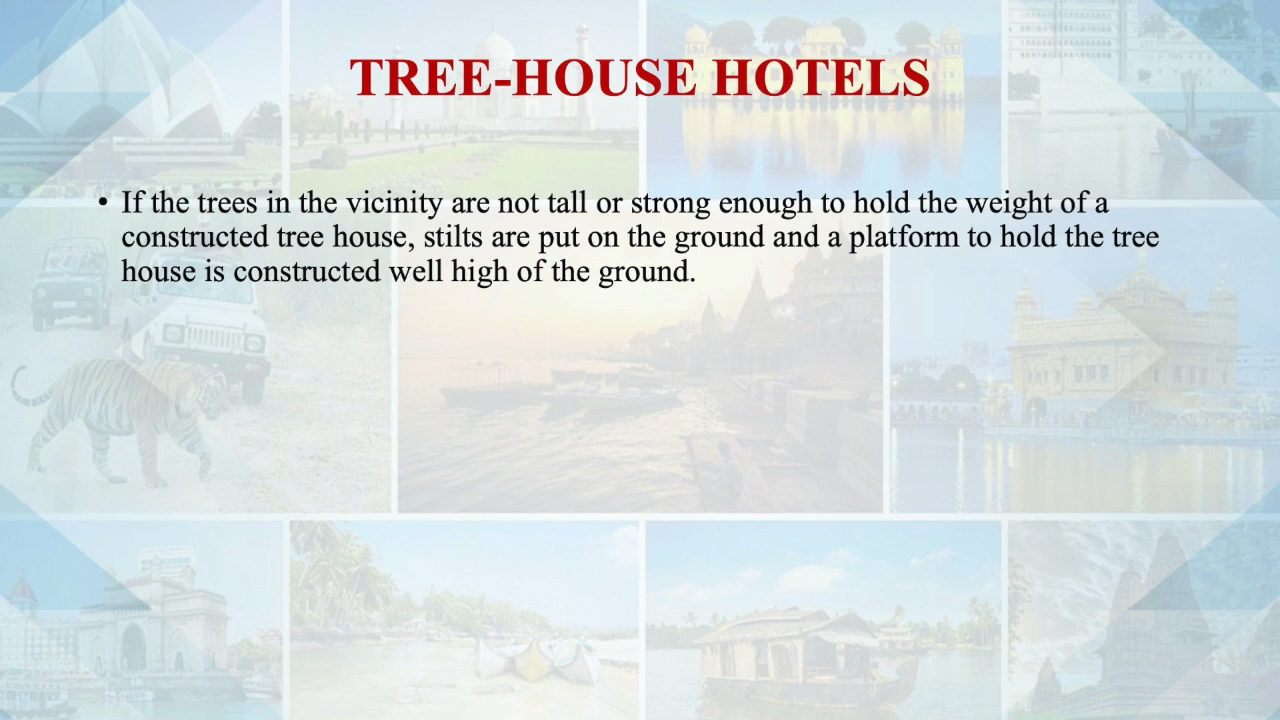 TREE-HOUSE HOTELS
• If the trees in the vicinity are not tall or strong enough to hold the weight of a
constructed tree house, stilts are put on the ground and a platform to hold the tree
house is constructed well high of the ground.